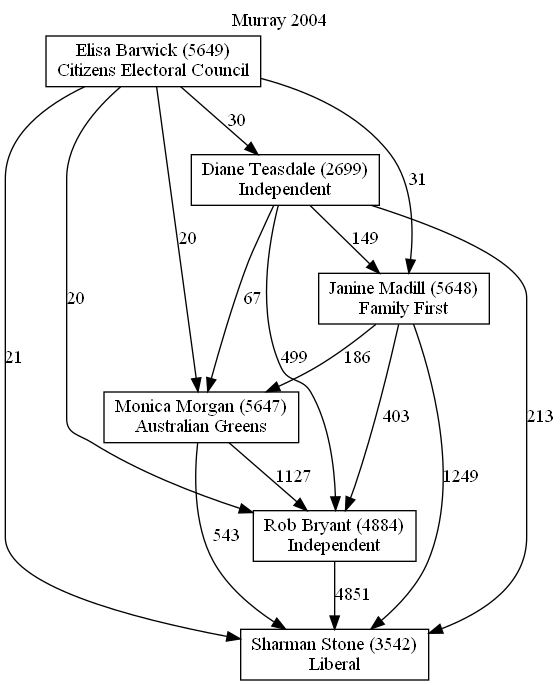 Murray 2004
Elisa Barwick (5649)
Citizens Electoral Council
30
Diane Teasdale (2699)
Independent
31
20
149
Janine Madill (5648)
Family First
20
67
21
499
186
Monica Morgan (5647)
Australian Greens
403
213
1127
1249
Rob Bryant (4884)
Independent
543
4851
Sharman Stone (3542)
Liberal